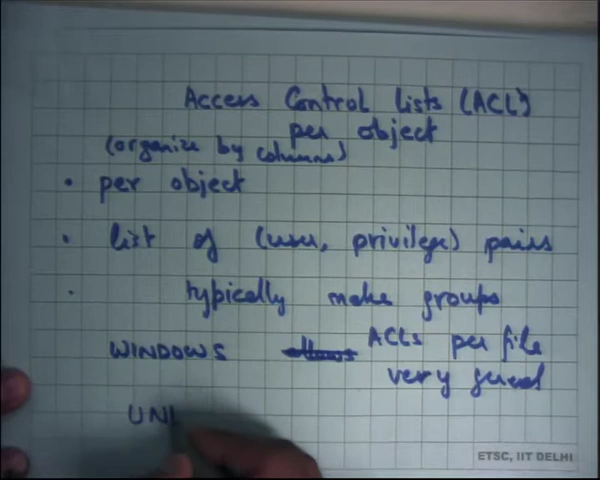 Access Control Lists (ACL)
per object
(organize by columns)
• per object
• list of (user, privilege) pairs
• typically make groups
WINDOWS ACLs per file
very general
UNI
ETSC, IIT DELHI